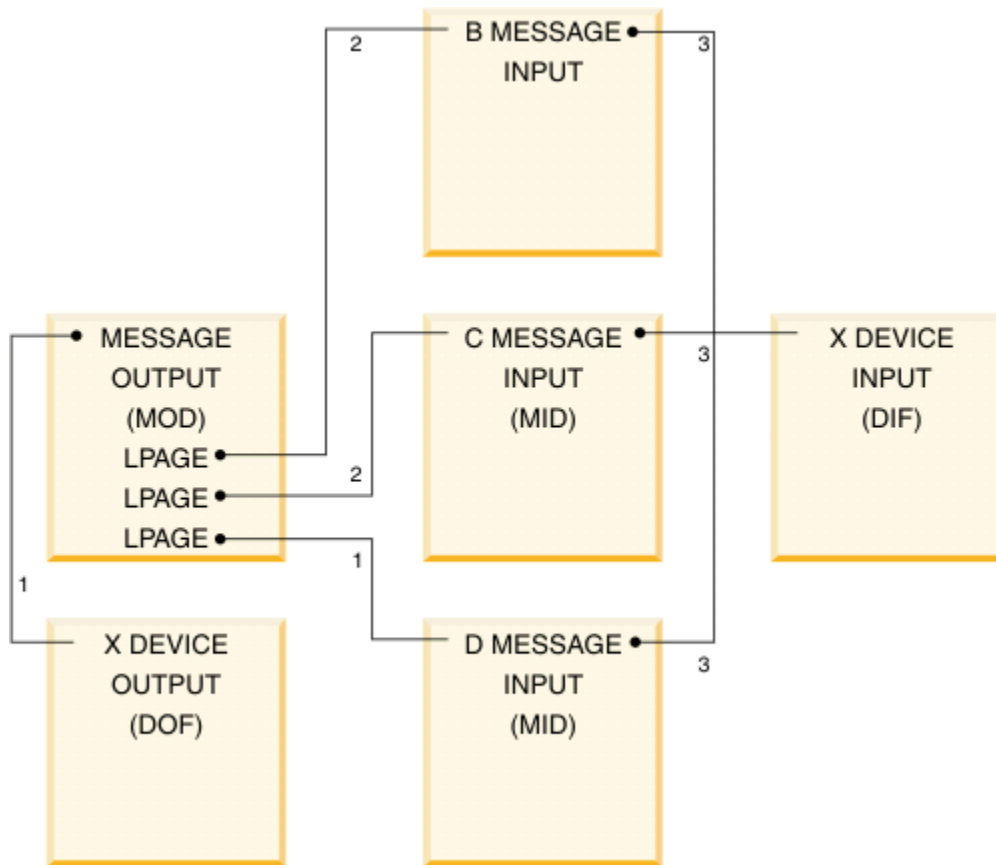 B MESSAGE
INPUT
2
3
MESSAGE
OUTPUT
(MOD)
LPAGE
LPAGE
LPAGE
C MESSAGE
INPUT
(MID)
X DEVICE
INPUT
(DIF)
3
2
1
1
X DEVICE
OUTPUT
(DOF)
D MESSAGE
INPUT
(MID)
3